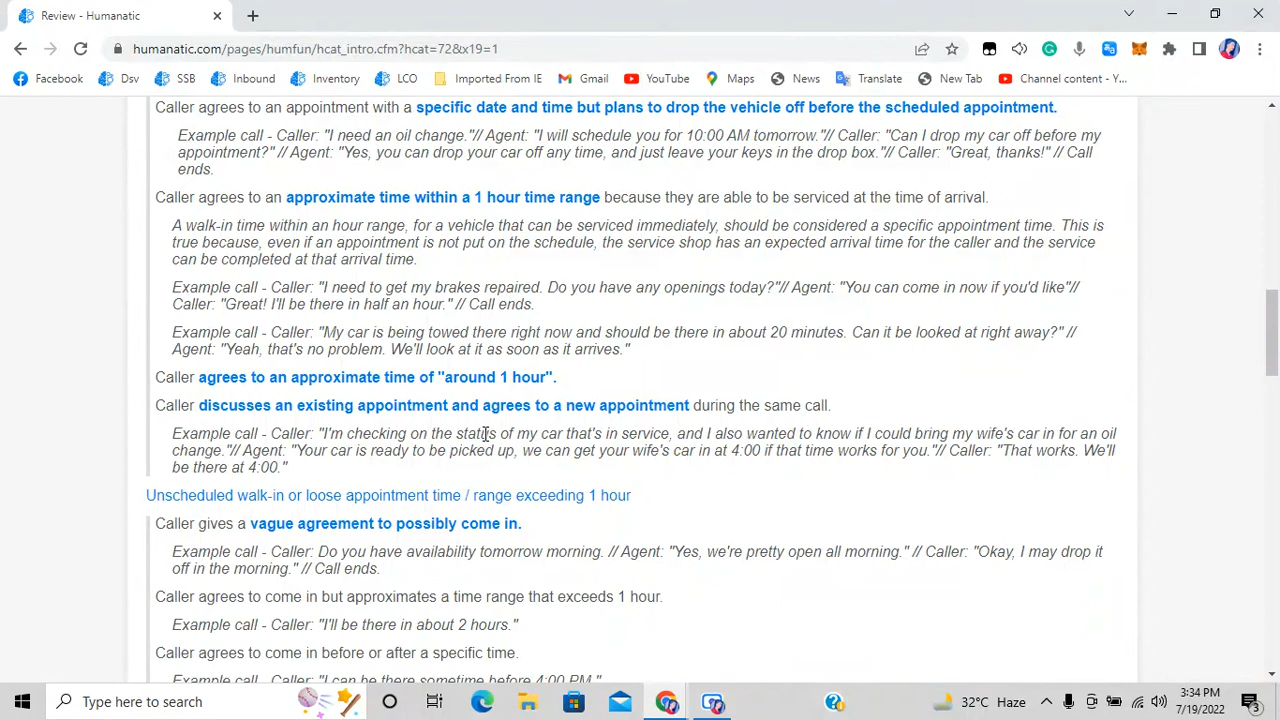 Review - Humanatic
humanatic.com/pages/humfun/hcat_intro.cfm?hcat=72&x19=1
Facebook
Dsv
SSB
Inbound
Inventory
LCO
Imported From IE
Gmail
YouTube
Maps
News
Translate
New Tab
Channel content - Y...
Caller agrees to an appointment with a specific date and time but plans to drop the vehicle off before the scheduled appointment.
Example call - Caller: "I need an oil change."// Agent: "I will schedule you for 10:00 AM tomorrow."// Caller: "Can I drop my car off before my
appointment?" // Agent: "Yes, you can drop your car off any time, and just leave your keys in the drop box."// Caller: "Great, thanks!" // Call
ends.
Caller agrees to an approximate time within a 1 hour time range because they are able to be serviced at the time of arrival.
A walk-in time within an hour range, for a vehicle that can be serviced immediately, should be considered a specific appointment time. This is
true because, even if an appointment is not put on the schedule, the service shop has an expected arrival time for the caller and the service
can be completed at that arrival time.
Example call - Caller: "I need to get my brakes repaired. Do you have any openings today?"// Agent: "You can come in now if you'd like"//
Caller: "Great! I'll be there in half an hour." // Call ends.
Example call - Caller: "My car is being towed there right now and should be there in about 20 minutes. Can it be looked at right away?" //
Agent: "Yeah, that's no problem. We'll look at it as soon as it arrives."
Caller agrees to an approximate time of "around 1 hour".
Caller discusses an existing appointment and agrees to a new appointment during the same call.
Example call - Caller: "I'm checking on the status of my car that's in service, and I also wanted to know if I could bring my wife's car in for an oil
change."// Agent: "Your car is ready to be picked up, we can get your wife's car in at 4:00 if that time works for you."// Caller: "That works. We'll
be there at 4:00."
Unscheduled walk-in or loose appointment time / range exceeding 1 hour
Caller gives a vague agreement to possibly come in.
Example call - Caller: Do you have availability tomorrow morning. // Agent: "Yes, we're pretty open all morning." // Caller: "Okay, I may drop it
off in the morning." // Call ends.
Caller agrees to come in but approximates a time range that exceeds 1 hour.
Example call - Caller: "I'll be there in about 2 hours."
Caller agrees to come in before or after a specific time.
Example call - Caller: "I can be there sometime before 4:00 PM."
Type here to search
32°C Haze
3:34 PM
7/19/2022
3